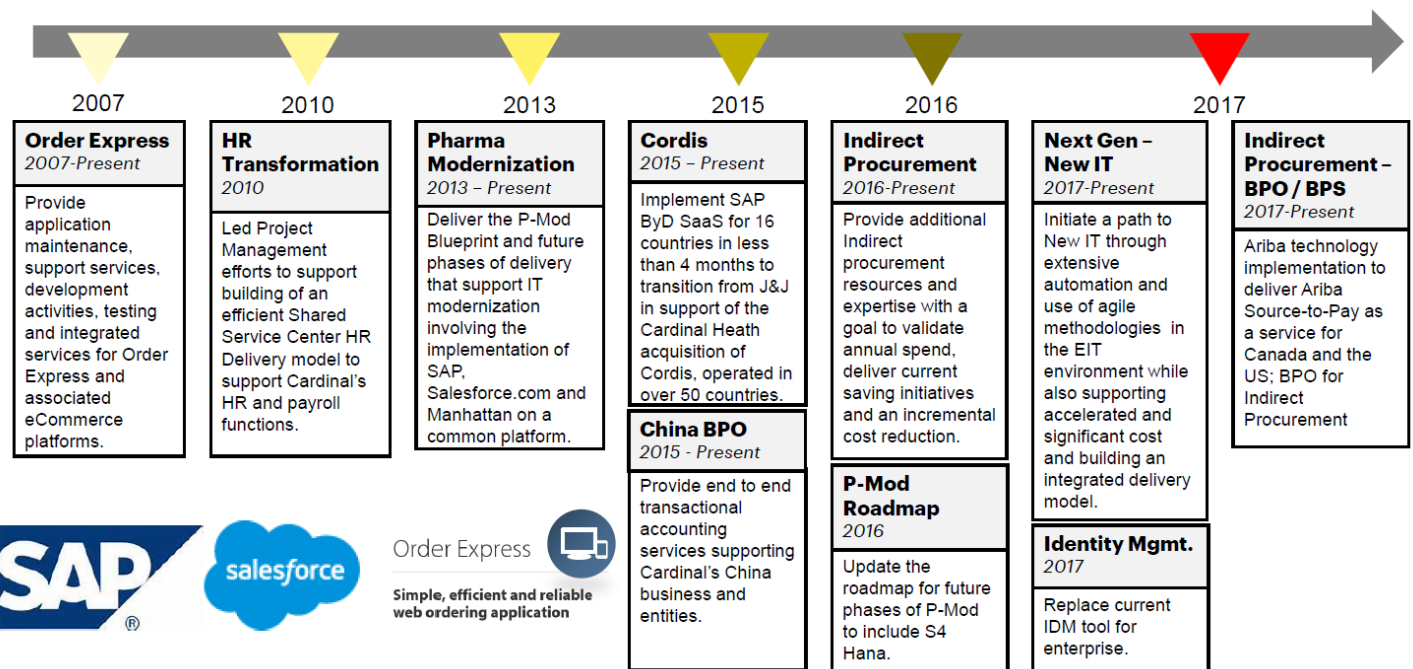 2007
2010
2013
2015
2016
2017
Order Express
2007-Present
Provide
application
maintenance,
support services,
development
activities, testing
and integrated
services for Order
Express and
associated
eCommerce
platforms.
HR
Transformation
2010
Led Project
Management
efforts to support
building of an
efficient Shared
Service Center HR
Delivery model to
support Cardinal's
HR and payroll
functions.
Pharma
Modernization
2013 – Present
Deliver the P-Mod
Blueprint and future
phases of delivery
that support IT
modernization
involving the
implementation of
SAP,
Salesforce.com and
Manhattan on a
common platform.
Cordis
2015 – Present
Implement SAP
ByD SaaS for 16
countries in less
than 4 months to
transition from J&J
in support of the
Cardinal Heath
acquisition of
Cordis, operated in
over 50 countries.
China BPO
2015 - Present
Provide end to end
transactional
accounting
services supporting
Cardinal's China
business and
entities.
Indirect
Procurement
2016-Present
Provide additional
Indirect
procurement
resources and
expertise with a
goal to validate
annual spend,
deliver current
saving initiatives
and an incremental
cost reduction.
P-Mod
Roadmap
2016
Update the
roadmap for future
phases of P-Mod
to include S4
Hana.
Next Gen –
New IT
2017-Present
Initiate a path to
New IT through
extensive
automation and
use of agile
methodologies in
the EIT
environment while
also supporting
accelerated and
significant cost
and building an
integrated delivery
model.
Identity Mgmt.
2017
Replace current
IDM tool for
enterprise.
Indirect
Procurement –
BPO / BPS
2017-Present
Ariba technology
implementation to
deliver Ariba
Source-to-Pay as
a service for
Canada and the
US; BPO for
Indirect
Procurement
SAP
®
salesforce
Order Express
Simple, efficient and reliable
web ordering application